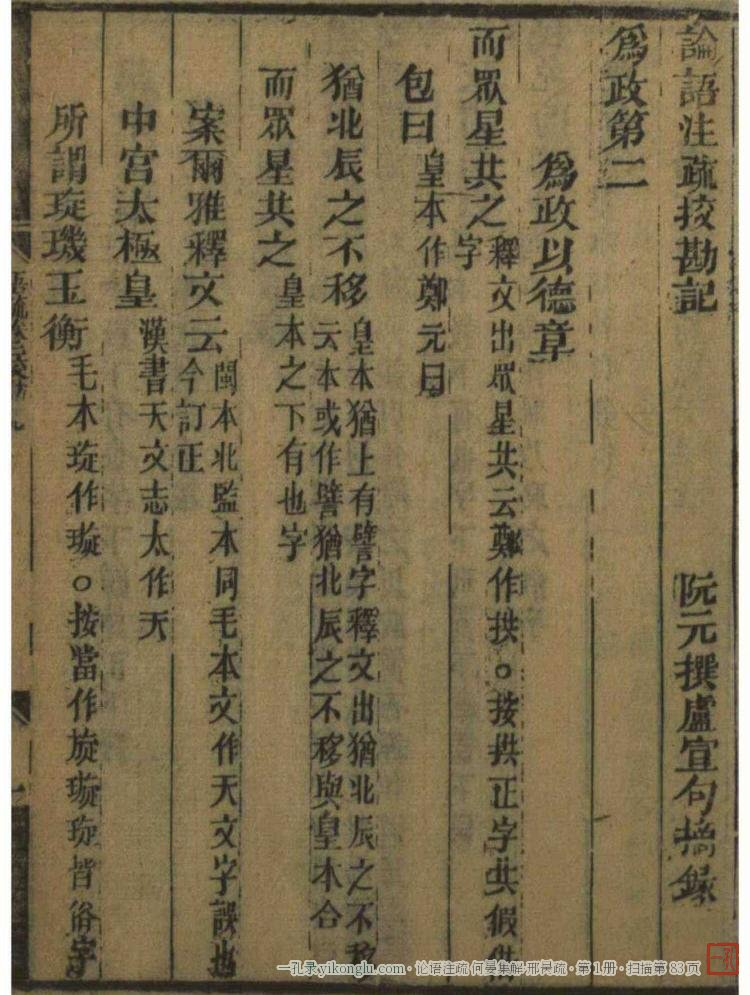 論語注疏挍勘記
阮元撰盧宣旬摘錄
爲政第二
爲政以德章
而眾星共之
釋文出眾星共云鄭作拱。按拱正字共假借
字
包曰
皇本作鄭元曰
猶北辰之不移
皇本猶上有譬字釋文出猶北辰之不移
云本或作譬猶北辰之不移與皇本合
而眾星共之
皇本之下有也字
案爾雅釋文云
閩本北監本同毛本文作天文字誤也
今訂正
中宮太極皇
漢書天文志太作天
所謂琁璣玉衡
毛本琁作璇。按當作旋璇琁皆俗字
一孔录yikonglu.com·论语注疏.何晏集解.邢昺疏·第1册·扫描第83页
一孔